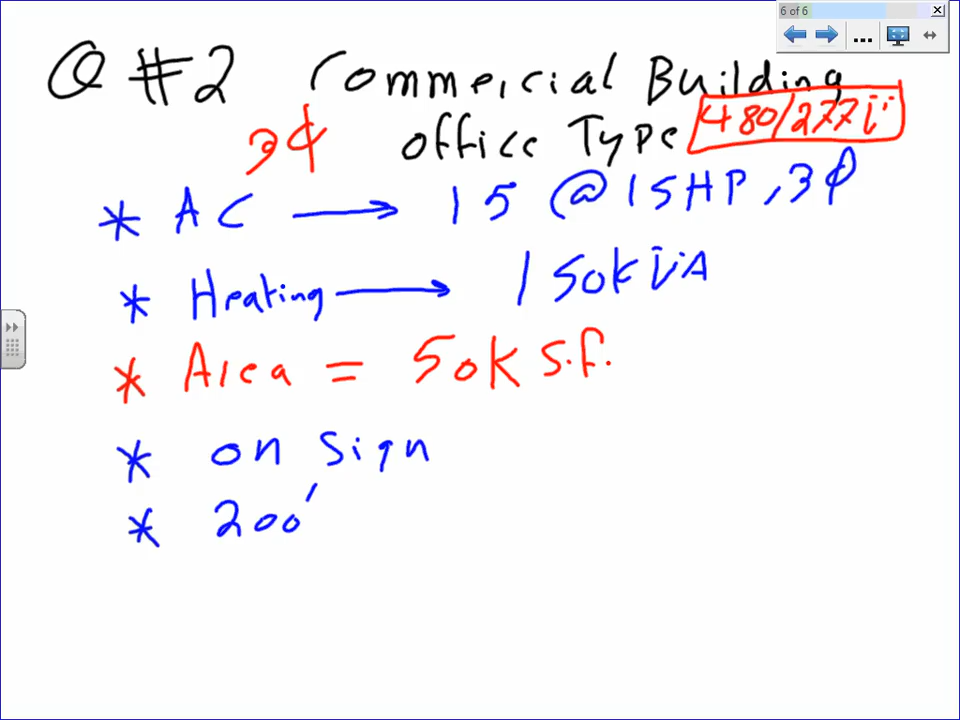 6 of 6
Q #2 Commercial Building
3φ office Type 480/277V
* AC → 15 @ 15HP, 3φ
* Heating → 150KVA
* Area = 50K S.f.
* on Sign
* 200'